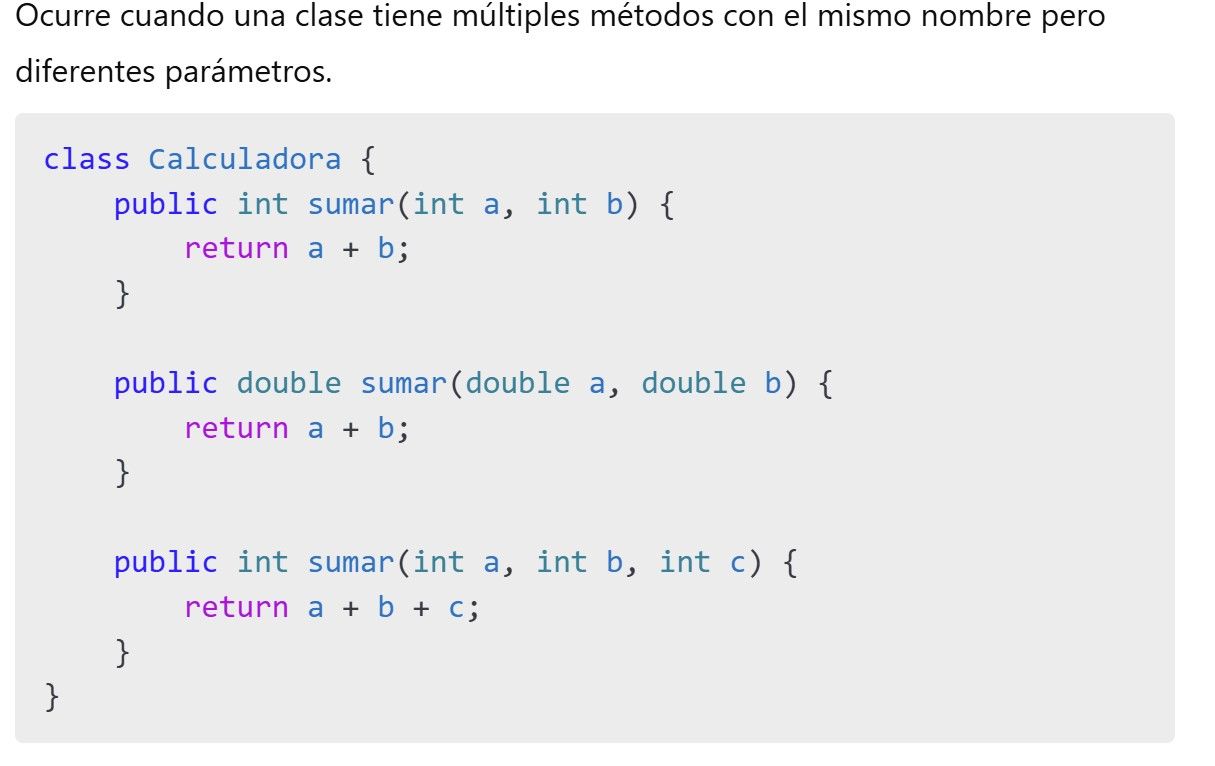 Ocurre cuando una clase tiene múltiples métodos con el mismo nombre pero
diferentes parámetros.
class Calculadora {
    public int sumar(int a, int b) {
        return a + b;
    }
    public double sumar(double a, double b) {
        return a + b;
    }
    public int sumar(int a, int b, int c) {
        return a + b + c;
    }
}